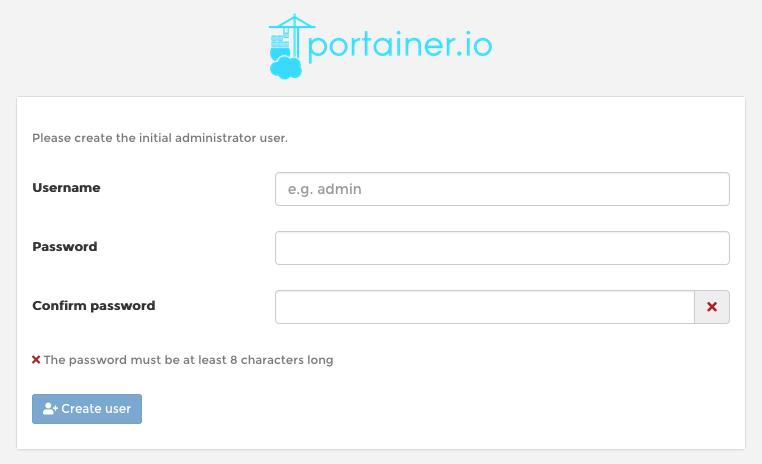 portainer.io
Please create the initial administrator user.
Username
e.g. admin
Password
Confirm password
The password must be at least 8 characters long
Create user